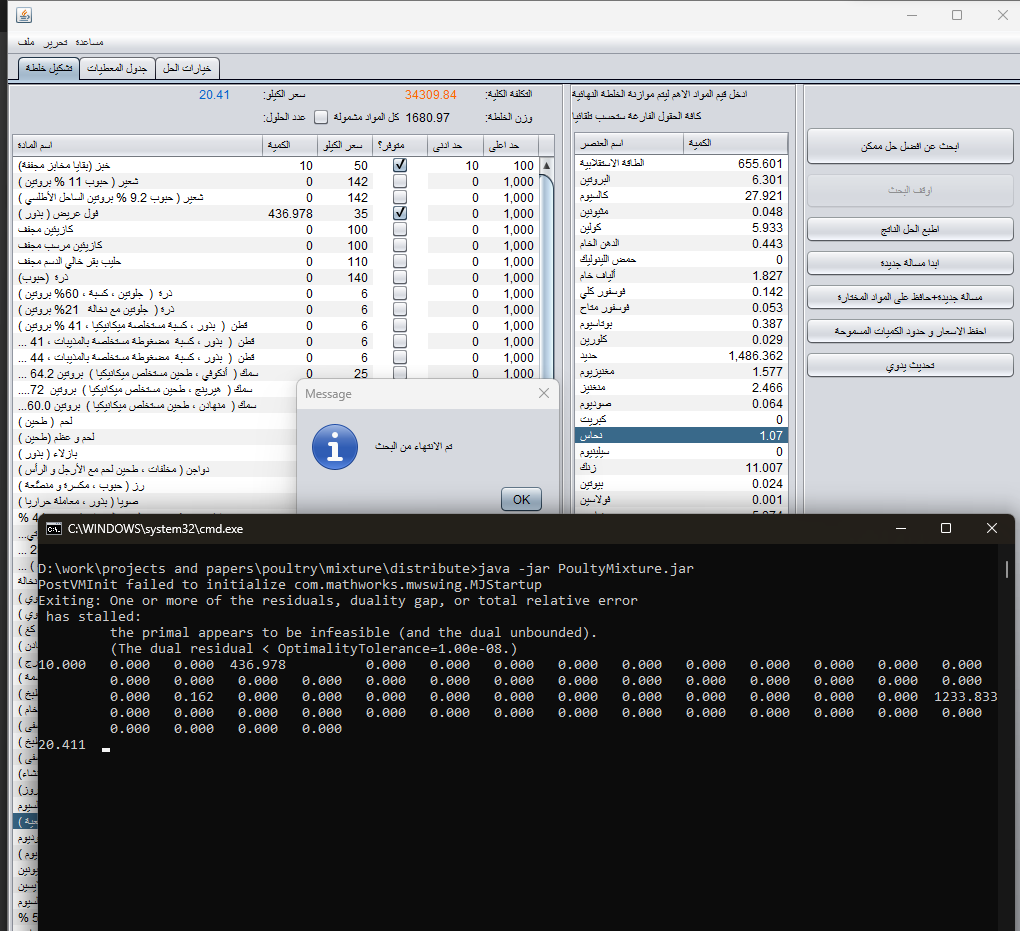 ملف تحرير مساعدة
تشكيل خلطة جدول المعطيات خيارات الحل
التكلفة الكلية: 34309.84 سعر الكيلو: 20.41
وزن الخلطة: 1680.97 كل المواد مشمولة عدد الحلول:
اسم المادة الكمية سعر الكيلو متوفر؟ حد ادنى حد اعلى
خبز (بقايا مخابز مجففة) 10 50 10 100
شعير ( حبوب 11 % بروتين ) 0 142 0 1,000
شعير ( حبوب 9.2 % بروتين الساحل الأطلسي ) 0 142 0 1,000
فول عريض ( بذور ) 436.978 35 0 1,000
كازيئين مجفف 0 100 0 1,000
كازيئين مرسب مجفف 0 100 0 1,000
حليب بقر خالي الدسم مجفف 0 110 0 1,000
ذرة (حبوب) 0 140 0 1,000
ذرة ( جلوتين ، كسبة ، 60% بروتين ) 0 6 0 1,000
ذرة ( جلوتين مع نخالة 21% بروتين ) 0 6 0 1,000
قطن ( بذور ، كسبة مستخلصة ميكانيكيا ، 41 % بروتين ) 0 6 0 1,000
قطن ( بذور ، كسبة مضغوطة مستخلصة بالمذيبات ، 41 ... 0 6 0 1,000
قطن ( بذور ، كسبة مضغوطة مستخلصة بالمذيبات ، 44 ... 0 6 0 1,000
سمك ( أنكوفي ، طحين مستخلص ميكانيكيا ) بروتين 64.2 ... 0 25 0 1,000
سمك ( هيرينج ، طحين مستخلص ميكانيكيا ) بروتين 72....
سمك ( منهادن ، طحين مستخلص ميكانيكيا ) بروتين 60.0...
لحم ( طحين )
لحم و عظم (طحين )
بازلاء ( بذور )
دواجن ( مخلفات ، طحين لحم مع الأرجل و الرأس )
رز ( حبوب ، مكسرة و منصّعة )
صويا ( بذور ، معاملة حراريا )
ادخل قيم المواد الاهم ليتم موازنة الخلطة النهائية
كافة الحقول الفارغة ستحسب تلقائيا
اسم العنصر الكمية
الطاقة الاستقلابية 655.601
البروتين 6.301
كالسيوم 27.921
مثيونين 0.048
كولين 5.933
الدهن الخام 0.443
حمض اللينوليك 0
ألياف خام 1.827
فوسفور كلي 0.142
فوسفور متاح 0.053
بوتاسيوم 0.387
كلورين 0.029
حديد 1,486.362
مغنيزيوم 1.577
منغنيز 2.466
صوديوم 0.064
كبريت 0
نحاس 1.07
سيلينيوم 0
زنك 11.007
بيوتين 0.024
فولاسين 0.001
ابحث عن افضل حل ممكن
اوقف البحث
اطبع الحل الناتج
ابدا مسالة جديدة
مسالة جديدة+حافظ على المواد المختارة
احفظ الاسعار و حدود الكميات المسموحة
تحديث يدوي
Message
تم الانتهاء من البحث
OK
C:\WINDOWS\system32\cmd.exe
D:\work\projects and papers\poultry\mixture\distribute>java -jar PoultyMixture.jar
PostVMInit failed to initialize com.mathworks.mwswing.MJStartup
Exiting: One or more of the residuals, duality gap, or total relative error
has stalled:
the primal appears to be infeasible (and the dual unbounded).
(The dual residual < OptimalityTolerance=1.00e-08.)
10.000 0.000 0.000 436.978 0.000 0.000 0.000 0.000 0.000 0.000 0.000 0.000 0.000 0.000
0.000 0.000 0.000 0.000 0.000 0.000 0.000 0.000 0.000 0.000 0.000 0.000 0.000 0.000
0.000 0.162 0.000 0.000 0.000 0.000 0.000 0.000 0.000 0.000 0.000 0.000 0.000 1233.833
0.000 0.000 0.000 0.000 0.000 0.000 0.000 0.000 0.000 0.000 0.000 0.000 0.000 0.000
0.000 0.000 0.000 0.000
20.411